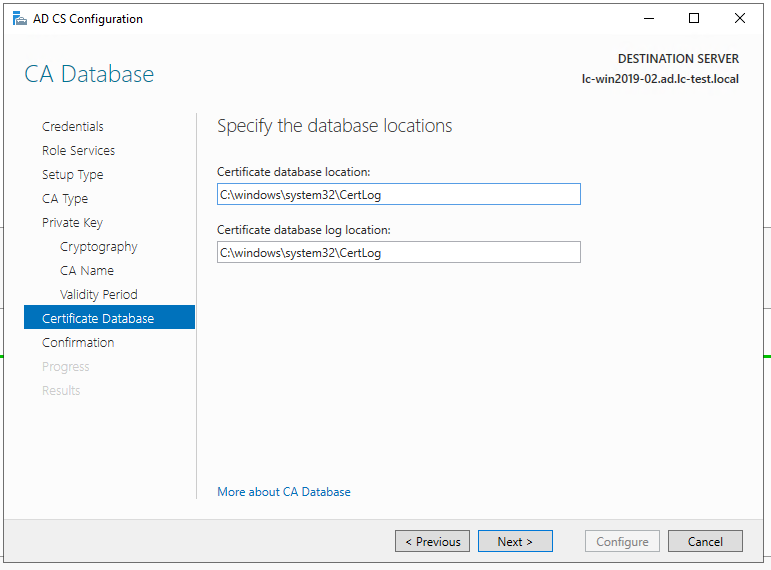 AD CS Configuration
CA Database
DESTINATION SERVER
lc-win2019-02.ad.lc-test.local
Credentials
Role Services
Setup Type
CA Type
Private Key
Cryptography
CA Name
Validity Period
Certificate Database
Confirmation
Progress
Results
Specify the database locations
Certificate database location:
C:\windows\system32\CertLog
Certificate database log location:
C:\windows\system32\CertLog
More about CA Database
< Previous
Next >
Configure
Cancel